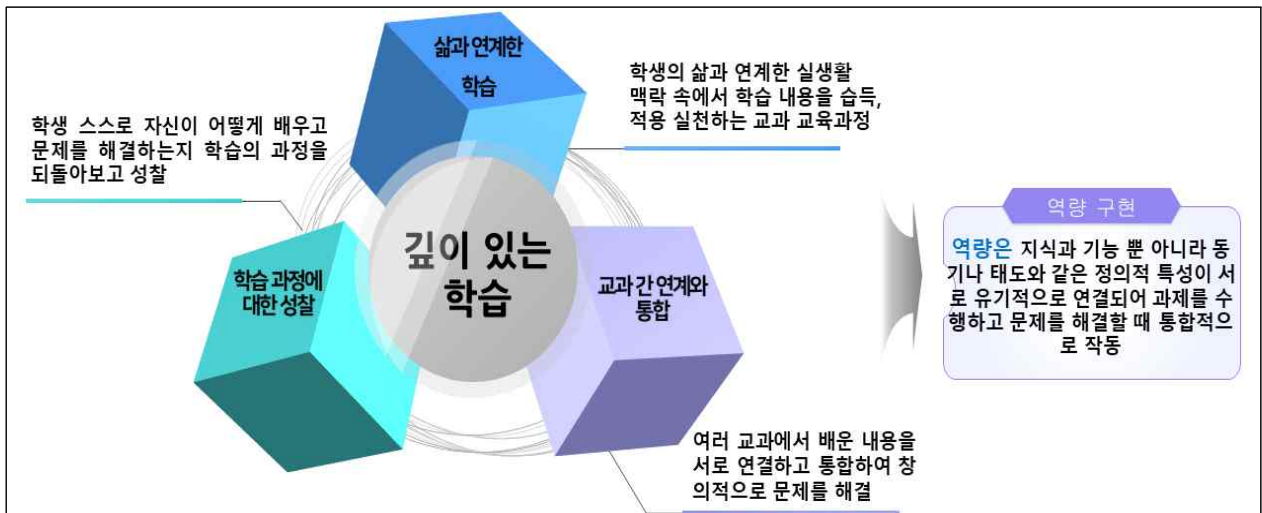 삶과 연계한
학습
학생의 삶과 연계한 실생활
맥락 속에서 학습 내용을 습득,
적용 실천하는 교과 교육과정
학생 스스로 자신이 어떻게 배우고
문제를 해결하는지 학습의 과정을
되돌아보고 성찰
깊이 있는
학습
학습 과정에
대한 성찰
교과 간 연계와
통합
여러 교과에서 배운 내용을
서로 연결하고 통합하여 창
의적으로 문제를 해결
역량 구현
역량은 지식과 기능 뿐 아니라 동
기나 태도와 같은 정의적 특성이 서
로 유기적으로 연결되어 과제를 수
행하고 문제를 해결할 때 통합적으
로 작동